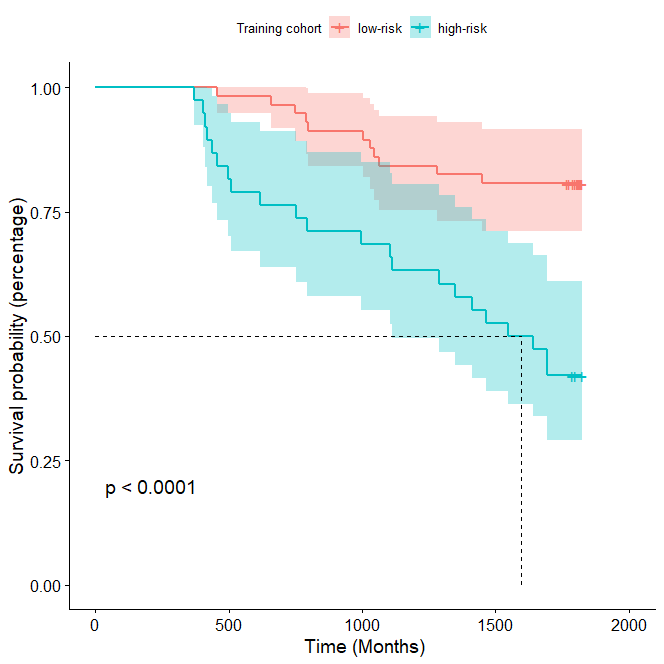 Training cohort low-risk high-risk
Survival probability (percentage)
1.00
0.75
0.50
0.25
0.00
p < 0.0001
0 500 1000 1500 2000
Time (Months)